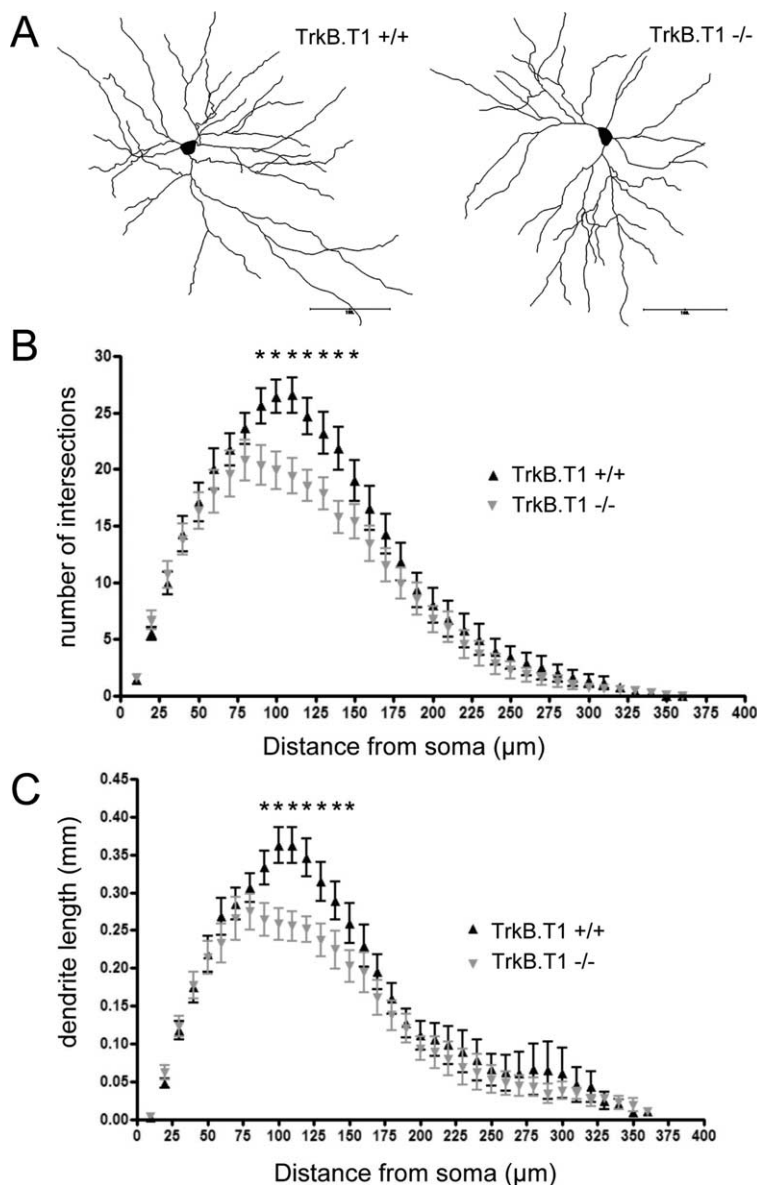 A
TrkB.T1 +/+
TrkB.T1 -/-
B
* * * * * * *
number of intersections
30
25
20
15
10
5
0
TrkB.T1 +/+
TrkB.T1 -/-
0 25 50 75 100 125 150 175 200 225 250 275 300 325 350 375 400
Distance from soma (µm)
C
*******
dendrite length (mm)
0.45
0.40
0.35
0.30
0.25
0.20
0.15
0.10
0.05
0.00
TrkB.T1 +/+
TrkB.T1 -/-
0 25 50 75 100 125 150 175 200 225 250 275 300 325 350 375 400
Distance from soma (µm)